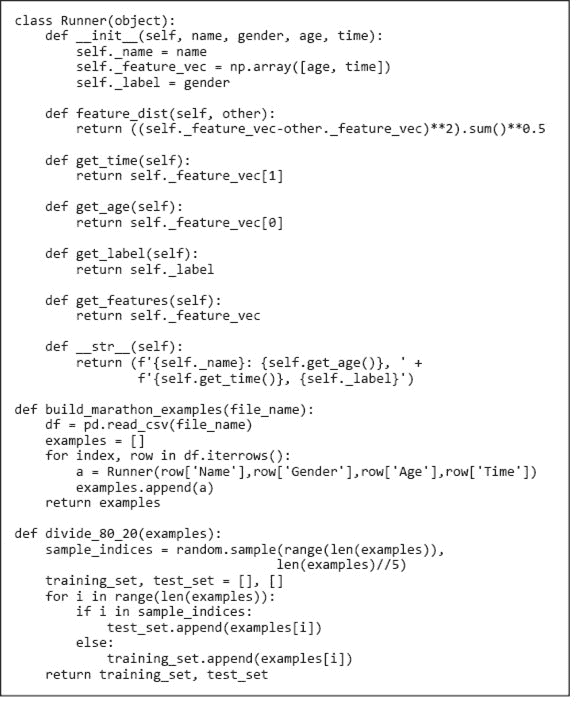 class Runner(object):
    def __init__(self, name, gender, age, time):
        self._name = name
        self._feature_vec = np.array([age, time])
        self._label = gender

    def feature_dist(self, other):
        return ((self._feature_vec-other._feature_vec)**2).sum()**0.5

    def get_time(self):
        return self._feature_vec[1]

    def get_age(self):
        return self._feature_vec[0]

    def get_label(self):
        return self._label

    def get_features(self):
        return self._feature_vec

    def __str__(self):
        return (f'{self._name}: {self.get_age()}, ' +
                f'{self.get_time()}, {self._label}')

def build_marathon_examples(file_name):
    df = pd.read_csv(file_name)
    examples = []
    for index, row in df.iterrows():
        a = Runner(row['Name'],row['Gender'],row['Age'],row['Time'])
        examples.append(a)
    return examples

def divide_80_20(examples):
    sample_indices = random.sample(range(len(examples)),
                                  len(examples)//5)
    training_set, test_set = [], []
    for i in range(len(examples)):
        if i in sample_indices:
            test_set.append(examples[i])
        else:
            training_set.append(examples[i])
    return training_set, test_set